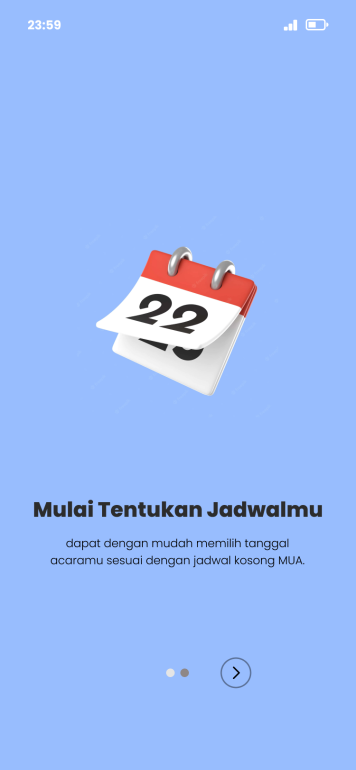 23:59
22
Mulai Tentukan Jadwalmu
dapat dengan mudah memilih tanggal
acaramu sesuai dengan jadwal kosong MUA.